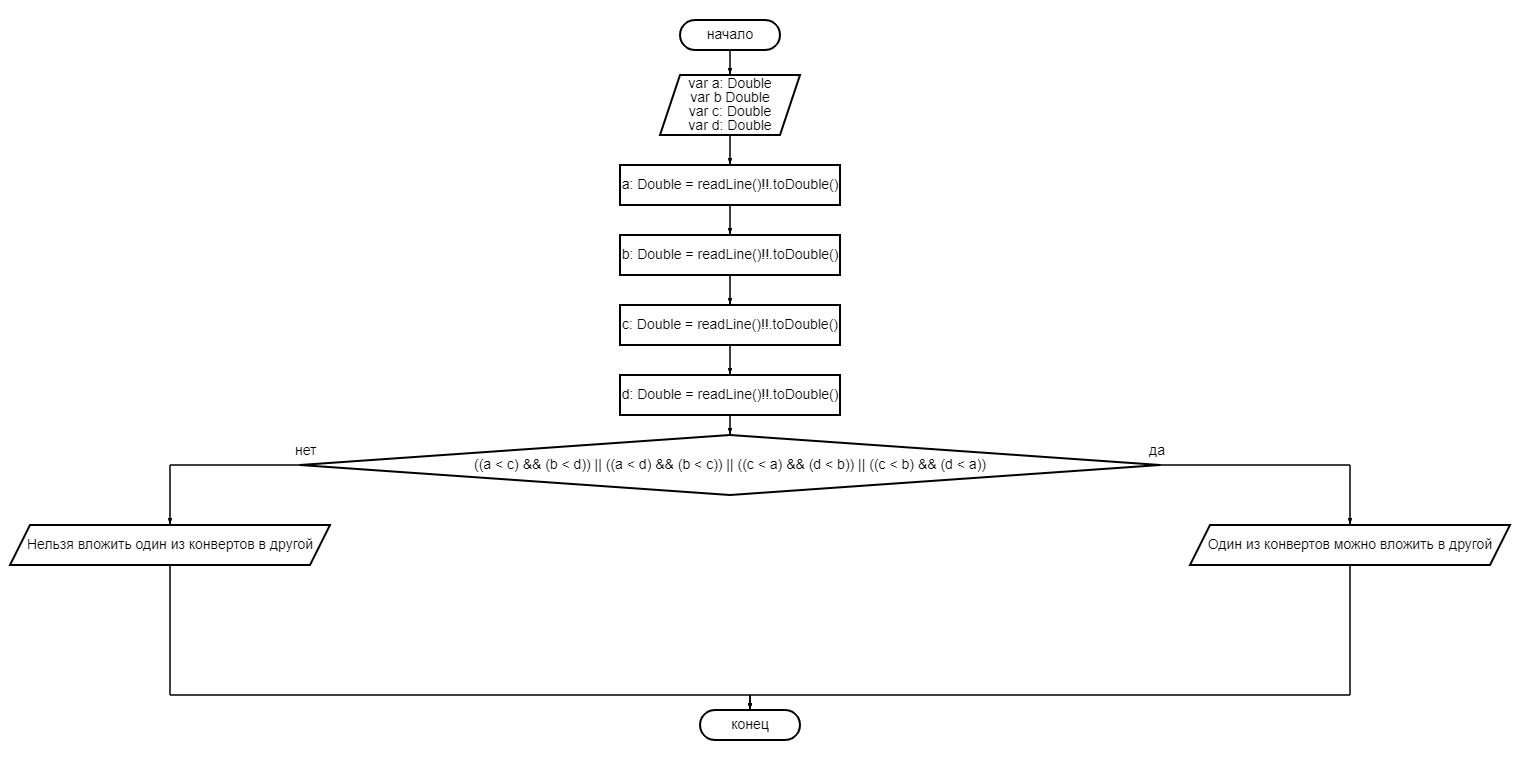 начало
var a: Double
var b Double
var c: Double
var d: Double
a: Double = readLine()!!.toDouble()
b: Double = readLine()!!.toDouble()
c: Double = readLine()!!.toDouble()
d: Double = readLine()!!.toDouble()
нет
да
((a < c) && (b < d)) || ((a < d) && (b < c)) || ((c < a) && (d < b)) || ((c < b) && (d < a))
Нельзя вложить один из конвертов в другой
Один из конвертов можно вложить в другой
конец